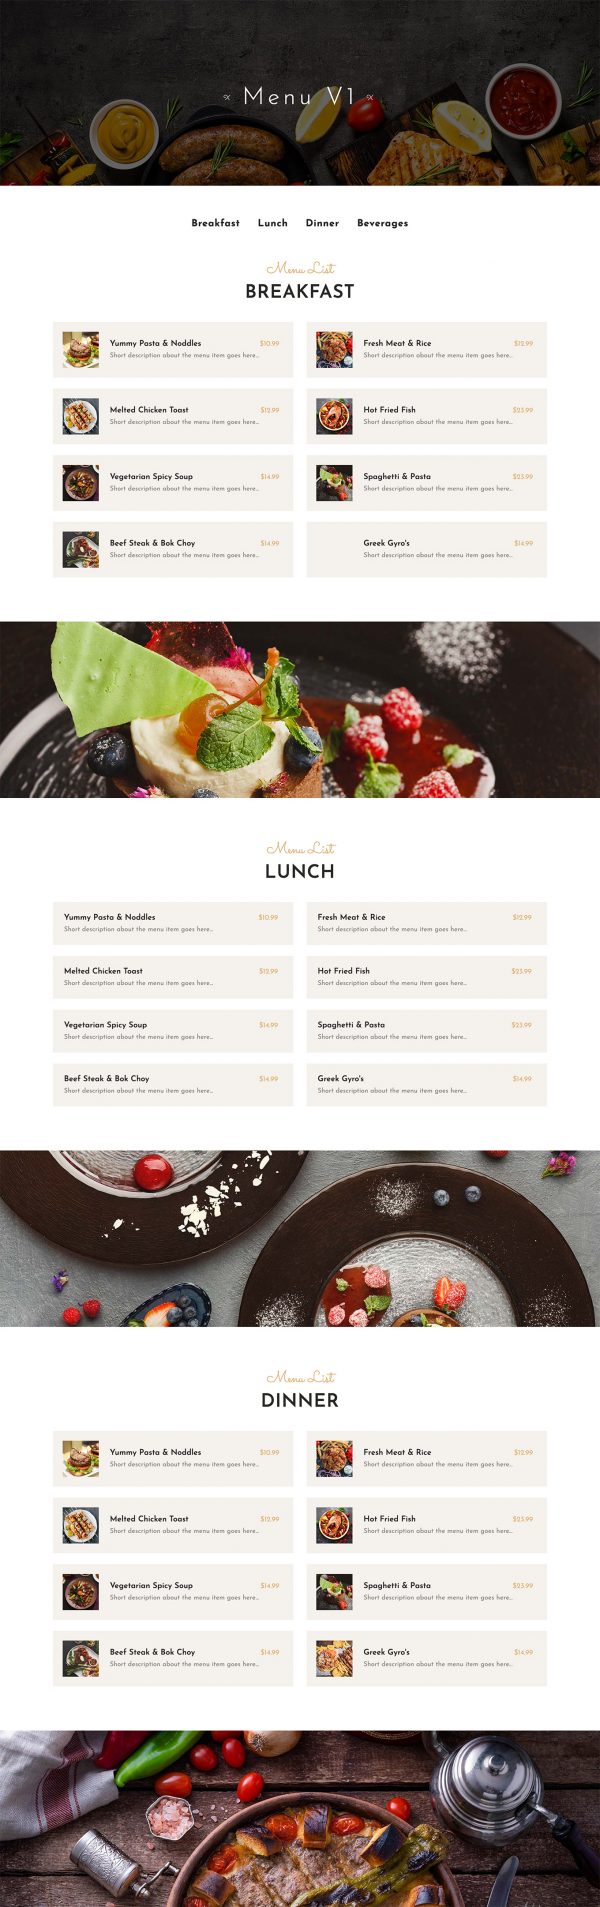 Menu V1
Breakfast Lunch Dinner Beverages
Menu List
BREAKFAST
Yummy Pasta & Noddles $10.99
Short description about the menu item goes here...
Fresh Meat & Rice $12.99
Short description about the menu item goes here...
Melted Chicken Toast $12.99
Short description about the menu item goes here...
Hot Fried Fish $23.99
Short description about the menu item goes here...
Vegetarian Spicy Soup $14.99
Short description about the menu item goes here...
Spaghetti & Pasta $23.99
Short description about the menu item goes here...
Beef Steak & Bok Choy $14.99
Short description about the menu item goes here...
Greek Gyro's $14.99
Short description about the menu item goes here...
Menu List
LUNCH
Yummy Pasta & Noddles $10.99
Short description about the menu item goes here...
Fresh Meat & Rice $12.99
Short description about the menu item goes here...
Melted Chicken Toast $12.99
Short description about the menu item goes here...
Hot Fried Fish $23.99
Short description about the menu item goes here...
Vegetarian Spicy Soup $14.99
Short description about the menu item goes here...
Spaghetti & Pasta $23.99
Short description about the menu item goes here...
Beef Steak & Bok Choy $14.99
Short description about the menu item goes here...
Greek Gyro's $14.99
Short description about the menu item goes here...
Menu List
DINNER
Yummy Pasta & Noddles $10.99
Short description about the menu item goes here...
Fresh Meat & Rice $12.99
Short description about the menu item goes here...
Melted Chicken Toast $12.99
Short description about the menu item goes here...
Hot Fried Fish $23.99
Short description about the menu item goes here...
Vegetarian Spicy Soup $14.99
Short description about the menu item goes here...
Spaghetti & Pasta $23.99
Short description about the menu item goes here...
Beef Steak & Bok Choy $14.99
Short description about the menu item goes here...
Greek Gyro's $14.99
Short description about the menu item goes here...